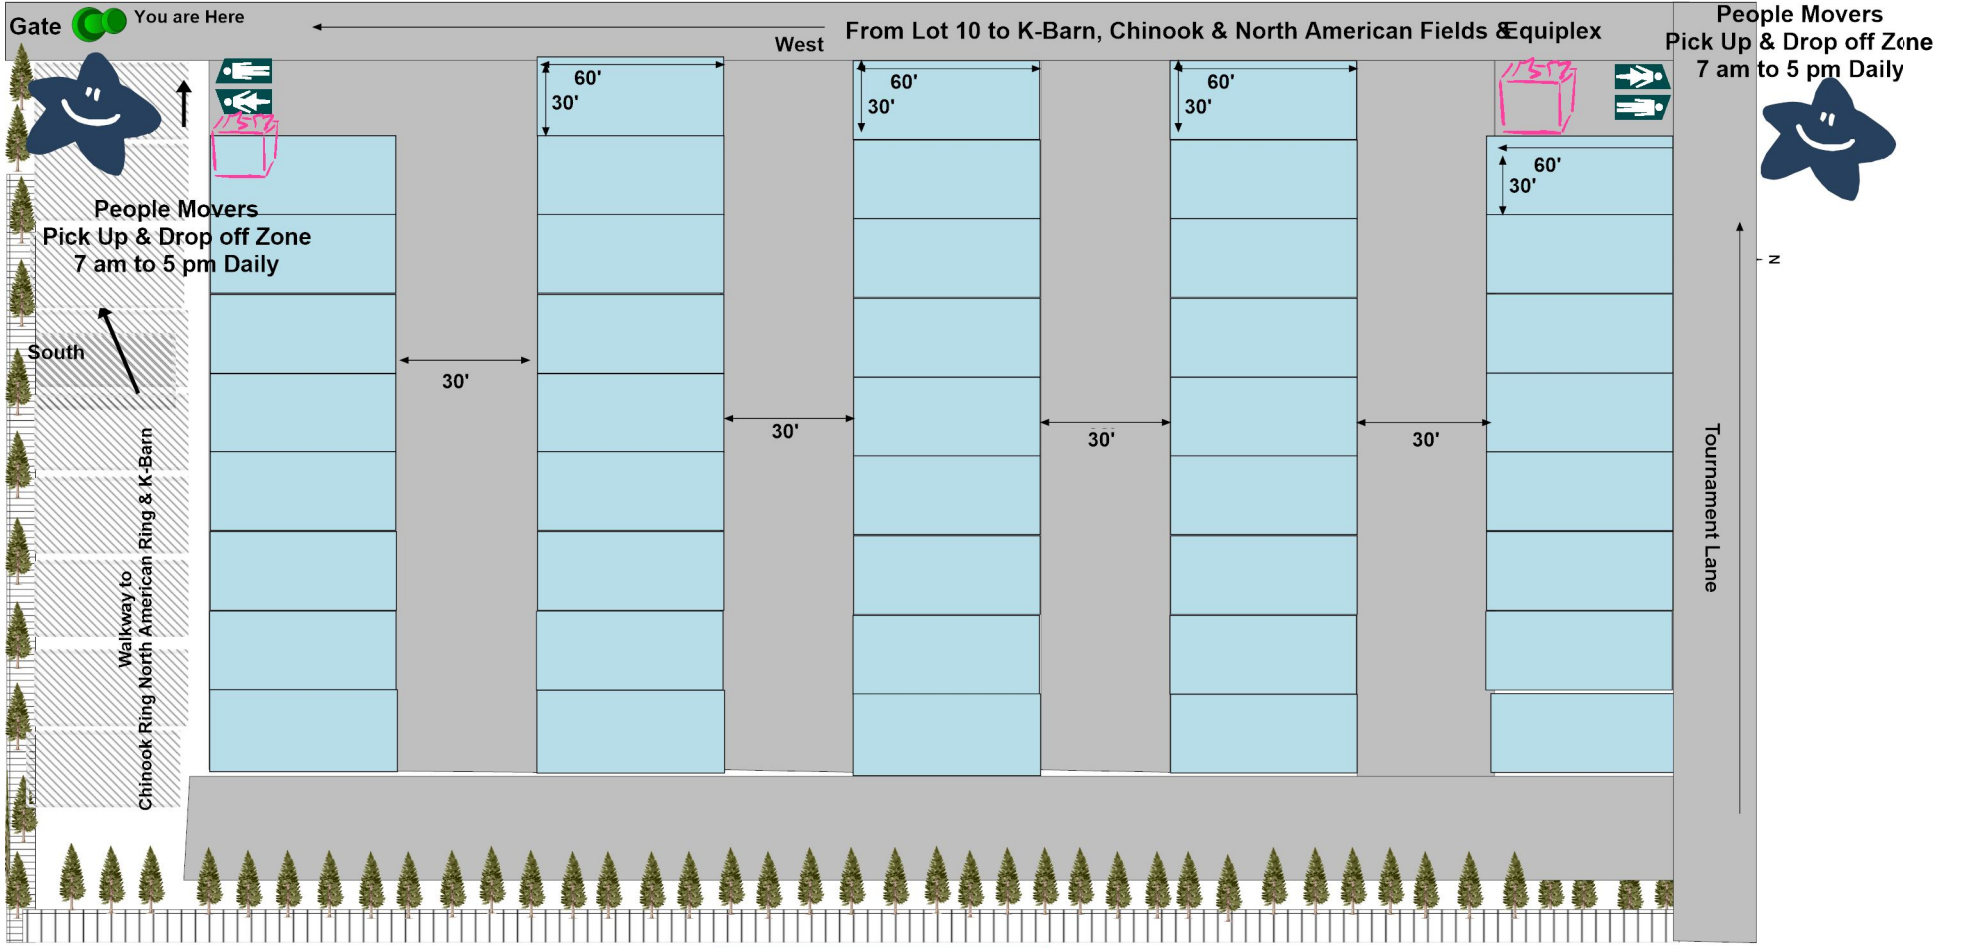 Gate
You are Here
West
From Lot 10 to K-Barn, Chinook & North American Fields & Equiplex
People Movers
Pick Up & Drop off Zone
7 am to 5 pm Daily
60'
30'
60'
30'
60'
30'
60'
30'
People Movers
Pick Up & Drop off Zone
7 am to 5 pm Daily
N
South
30'
30'
30'
30'
Walkway to
Chinook Ring North American Ring & K-Barn
Tournament Lane